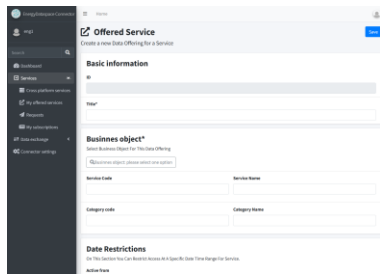 EnergyDataspace Connector
Home
eng1
Search
Dashboard
Services
Cross platform services
My offered services
Requests
My subscriptions
Data exchange
Connector settings
Offered Service
Save
Create a new Data Offering for a Service
Basic information
ID
Title*
Businnes object*
Select Business Object For This Data Offering
Business object: please select one option
Service Code
Service Name
Category code
Category Name
Date Restrictions
On This Section You Can Restrict Access At A Specific Date Time Range For Service.
Active from